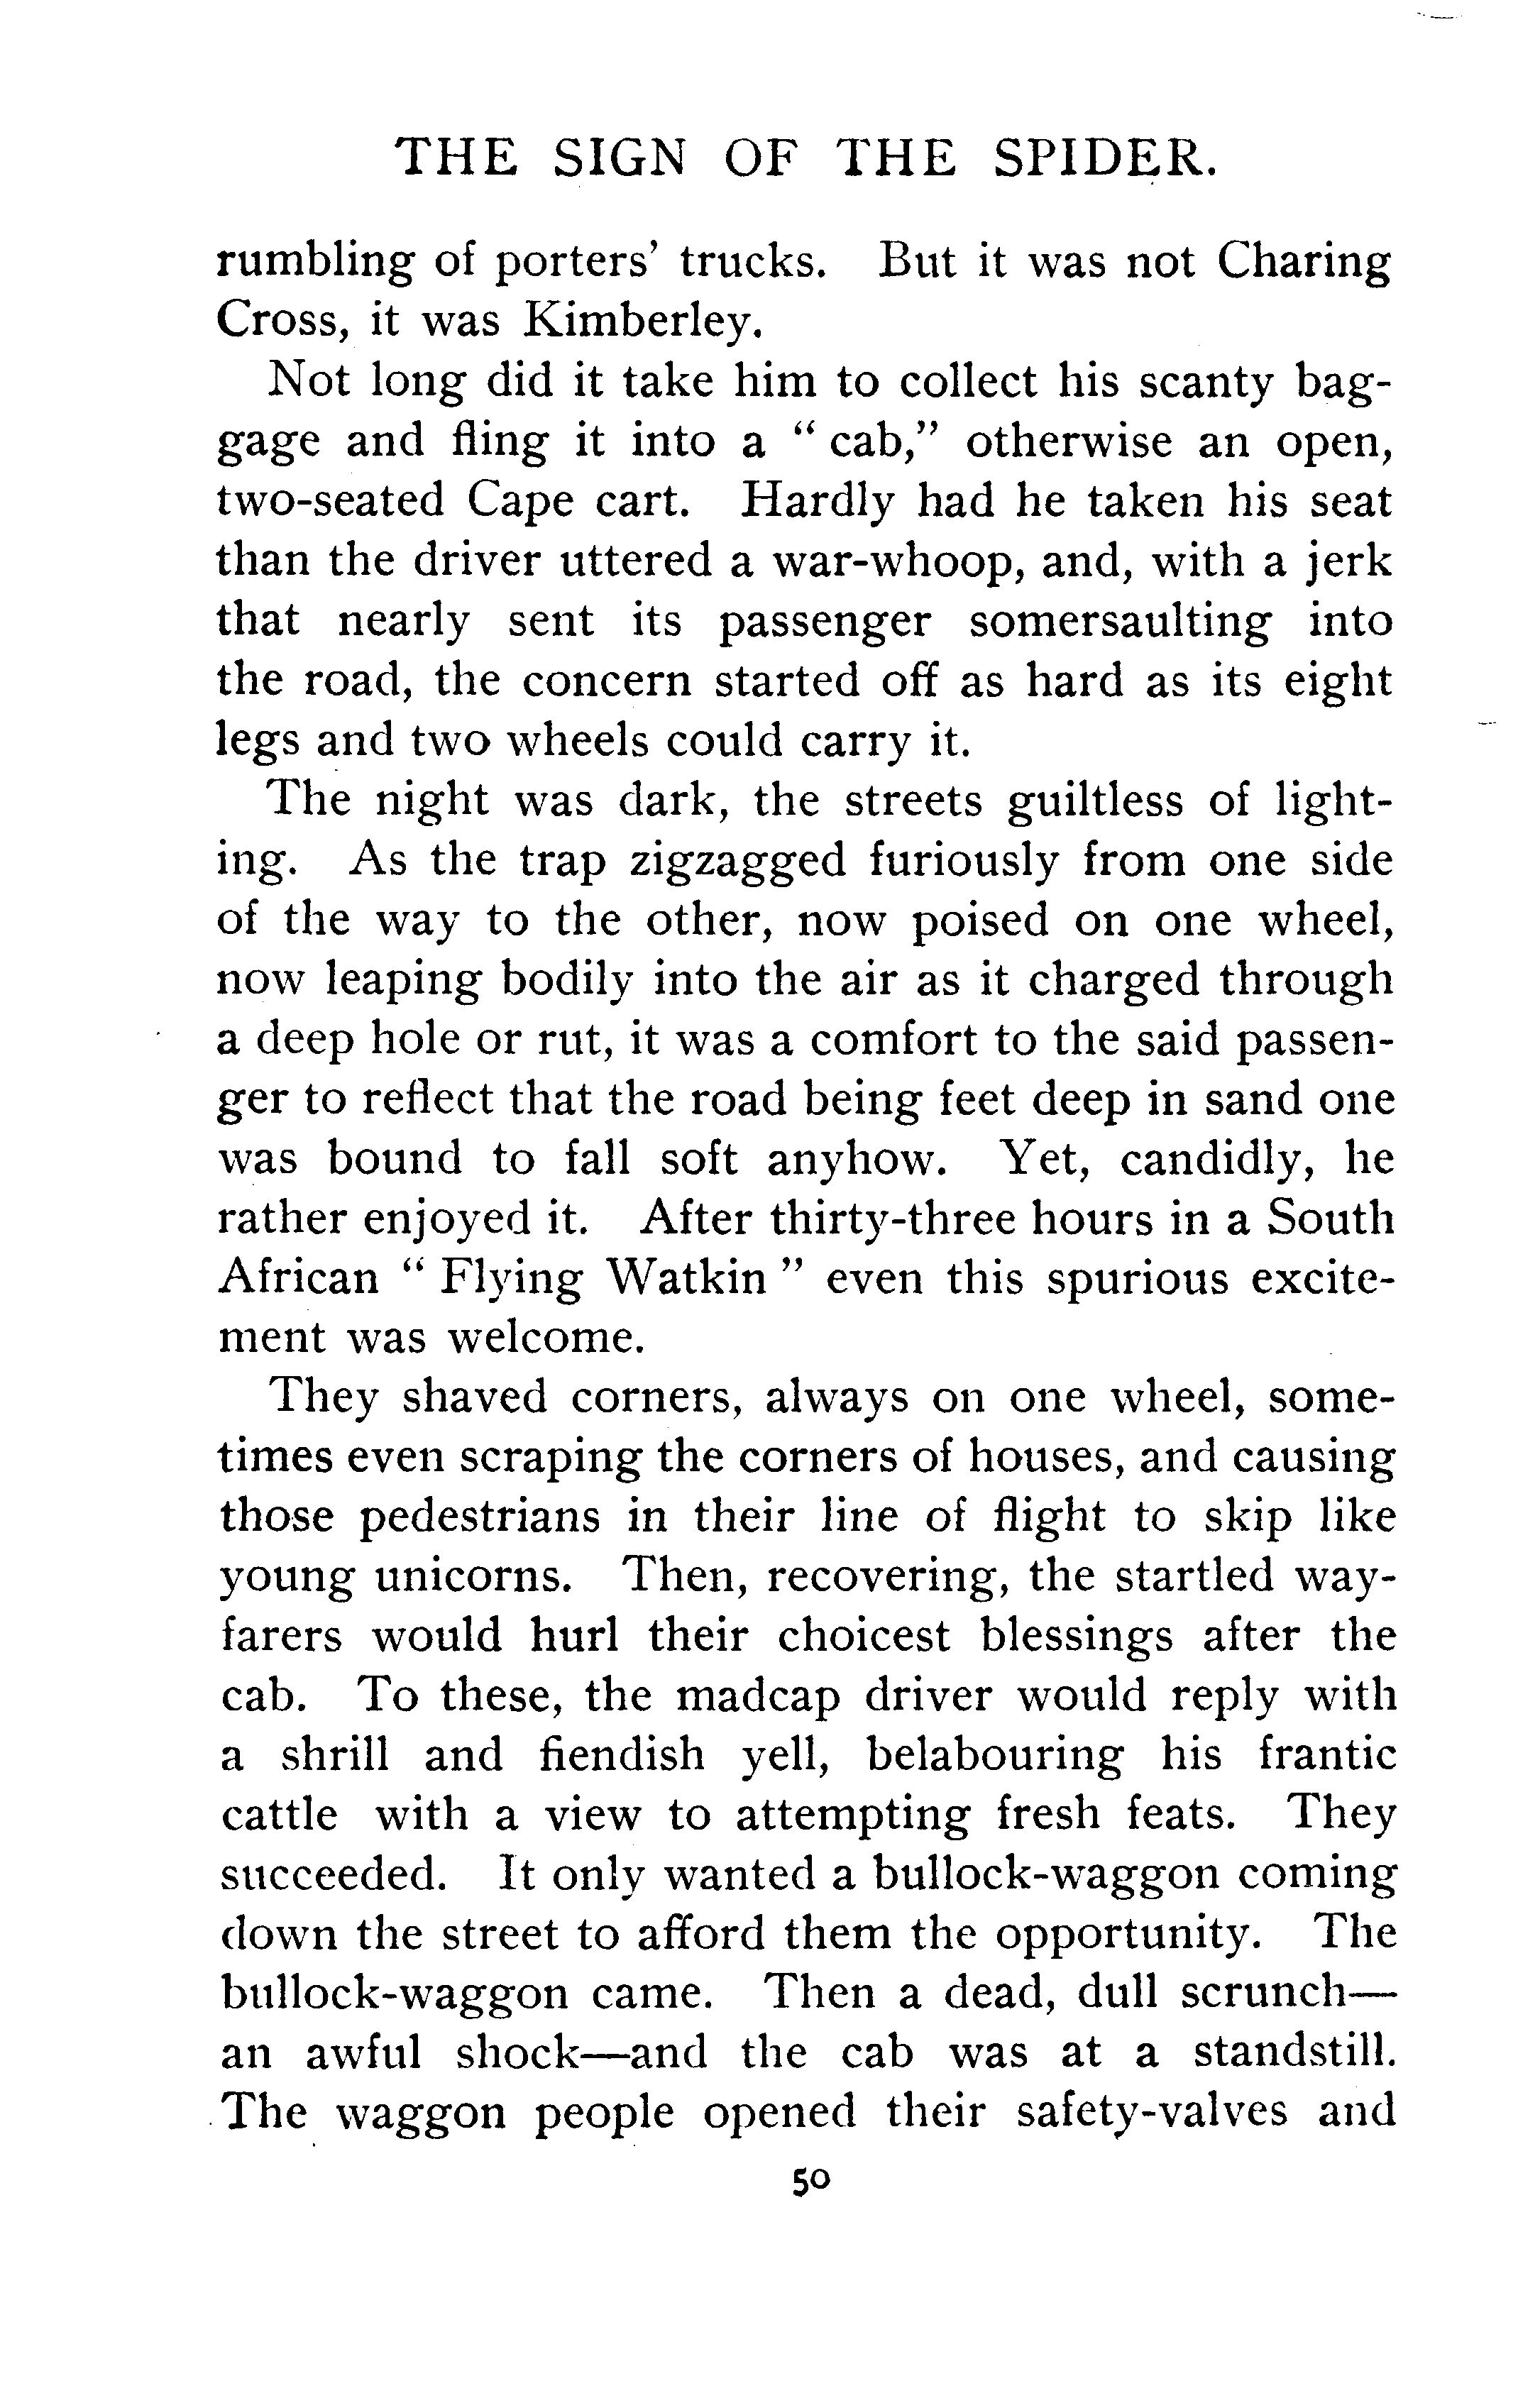 THE SIGN OF THE SPIDER.
rumbling of porters' trucks. But it was not Charing
Cross, it was Kimberley.
Not long did it take him to collect his scanty bag-
gage and fling it into a " cab," otherwise an open,
two-seated Cape cart. Hardly had he taken his seat
than the driver uttered a war-whoop, and, with a jerk
that nearly sent its passenger somersaulting into
the road, the concern started off as hard as its eight
legs and two wheels could carry it.
The night was dark, the streets guiltless of light-
ing. As the trap zigzagged furiously from one side
of the way to the other, now poised on one wheel,
now leaping bodily into the air as it charged through
a deep hole or rut, it was a comfort to the said passen-
ger to reflect that the road being feet deep in sand one
was bound to fall soft anyhow. Yet, candidly, he
rather enjoyed it. After thirty-three hours in a South
African " Flying Watkin " even this spurious excite-
ment was welcome.
They shaved corners, always on one wheel, some-
times even scraping the corners of houses, and causing
those pedestrians in their line of flight to skip like
young unicorns. Then, recovering, the startled way-
farers would hurl their choicest blessings after the
cab. To these, the madcap driver would reply with
a shrill and fiendish yell, belabouring his frantic
cattle with a view to attempting fresh feats. They
succeeded. It only wanted a bullock-waggon coming
down the street to afford them the opportunity. The
bullock-waggon came. Then a dead, dull scrunch—
an awful shock—and the cab was at a standstill.
The waggon people opened their safety-valves and
50